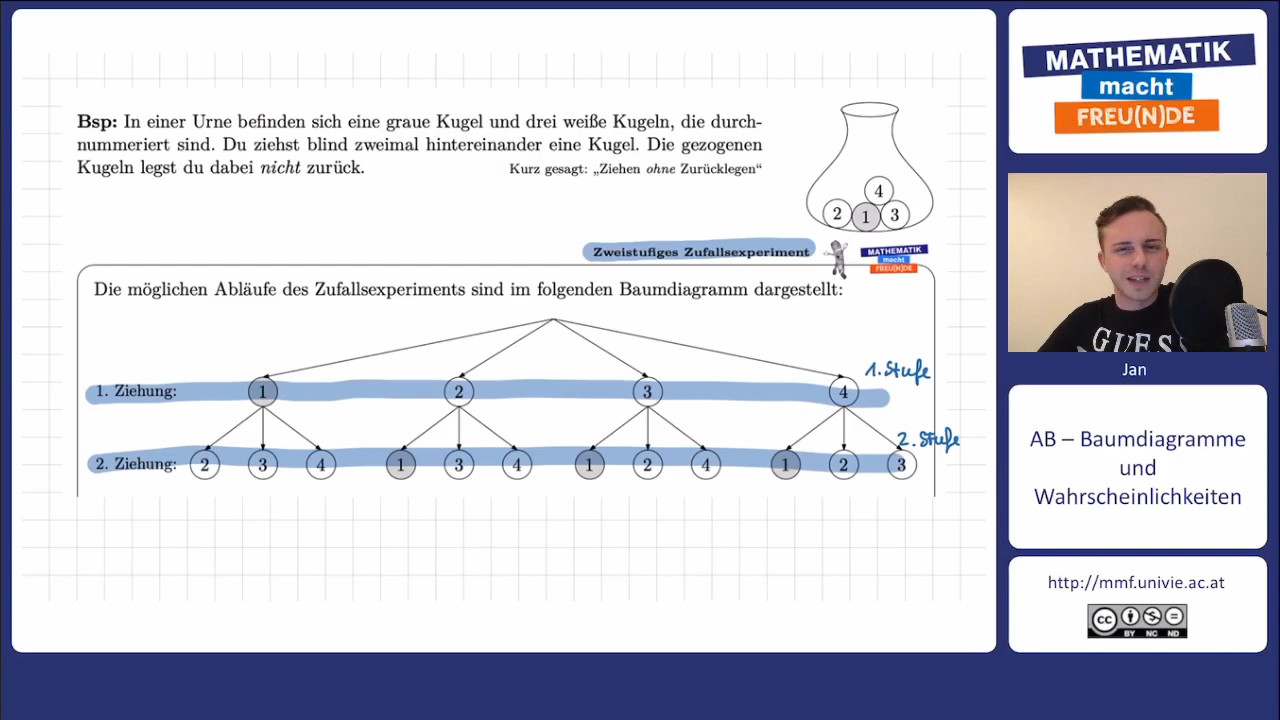 Bsp: In einer Urne befinden sich eine graue Kugel und drei weiße Kugeln, die durch-
nummeriert sind. Du ziehst blind zweimal hintereinander eine Kugel. Die gezogenen
Kugeln legst du dabei nicht zurück.
Kurz gesagt: „Ziehen ohne Zurücklegen“
4
2 1 3
Zweistufiges Zufallsexperiment
MATHEMATIK
macht
FREU(N)DE
Die möglichen Abläufe des Zufallsexperiments sind im folgenden Baumdiagramm dargestellt:
1. Stufe
1. Ziehung: 1 2 3 4
2. Stufe
2. Ziehung: 2 3 4 1 3 4 1 2 4 1 2 3
MATHEMATIK
macht
FREU(N)DE
GUESS
Jan
AB – Baumdiagramme
und
Wahrscheinlichkeiten
http://mmf.univie.ac.at
cc
BY NC ND